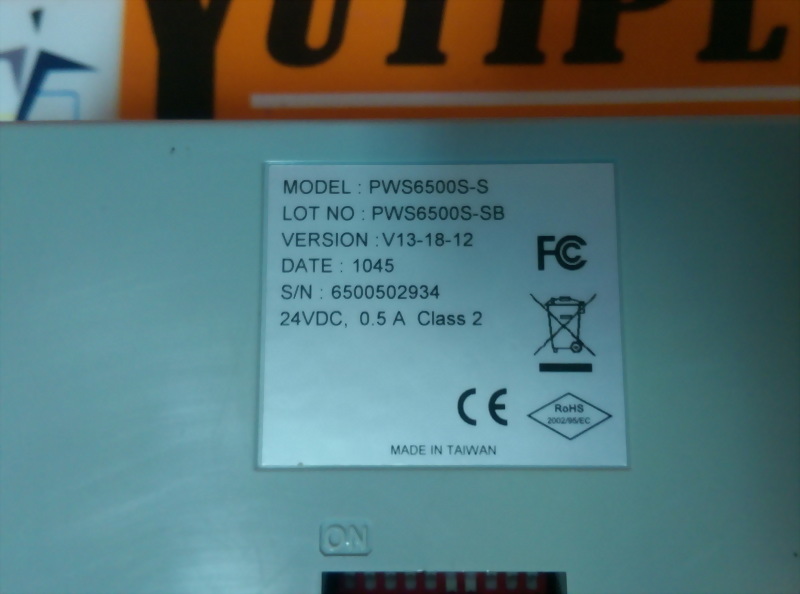 YUTIPL
MODEL : PWS6500S-S
LOT NO : PWS6500S-SB
VERSION : V13-18-12
DATE : 1045
S/N : 6500502934
24VDC, 0.5 A Class 2
FC
CE
RoHS
2002/95/EC
MADE IN TAIWAN
ON